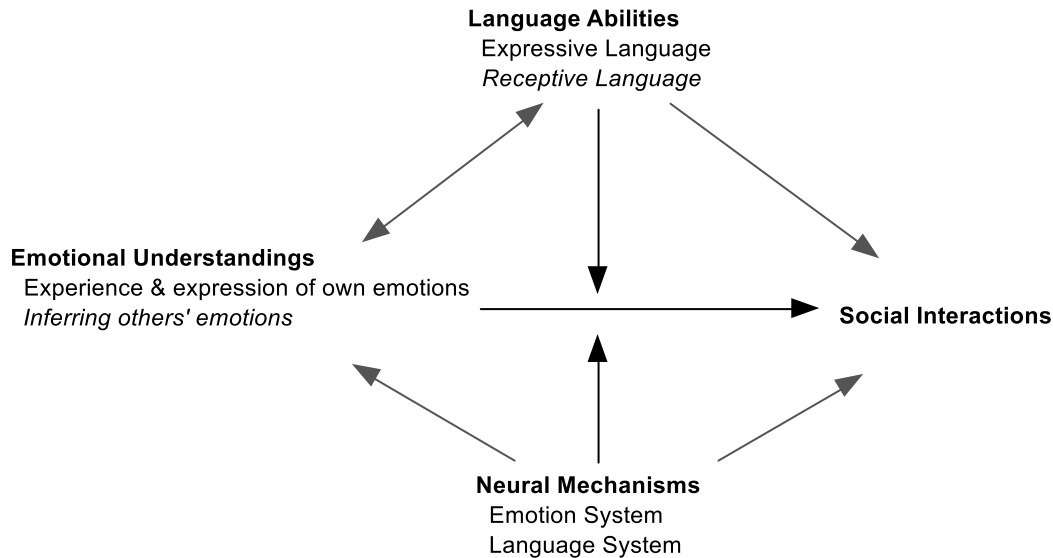 Language Abilities
Expressive Language
Receptive Language
Emotional Understandings
Experience & expression of own emotions
Inferring others' emotions
Social Interactions
Neural Mechanisms
Emotion System
Language System